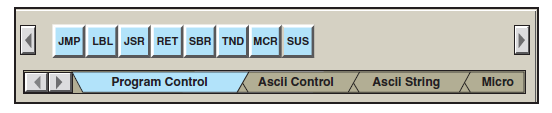 JMP LBL JSR RET SBR TND MCR SUS
Program Control Ascii Control Ascii String Micro